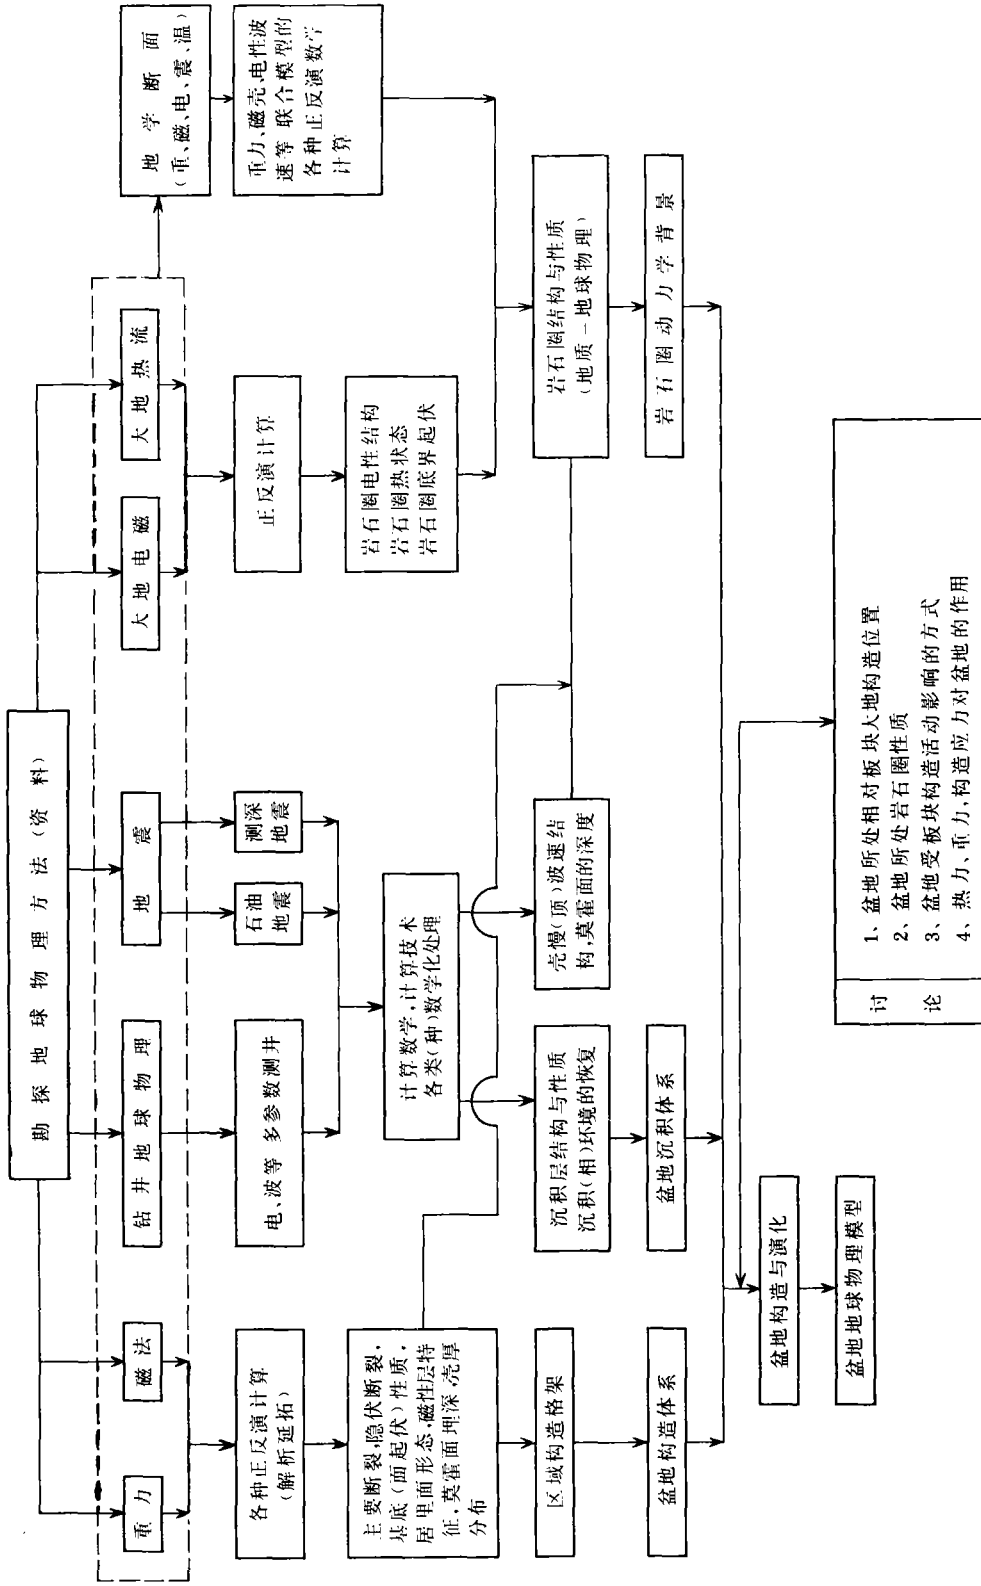 勘探地球物理方法(资料)
重力
磁法
钻井地球物理
地震
大地电磁
大地热流
地学断面
(重、磁、电、震、温)
各种正反演计算
(解析延拓)
电、波等 多参数测井
石油
地震
测深
地震
正反演计算
重力、磁壳、电性波
速等 联合模型的
各种正反演数学
计算
主要断裂,隐伏断裂,
基底(面起伏)性质,
居里面形态,磁性层特
征,莫霍面埋深,壳厚
分布
计算数学,计算技术
各类(种)数学化处理
岩石圈电性结构
岩石圈热状态
岩石圈底界起伏
区域构造格架
沉积层结构与性质
沉积(相)环境的恢复
壳慢(顶)波速结
构,莫霍面的深度
岩石圈结构与性质
(地质-地球物理)
盆地构造体系
盆地沉积体系
岩石圈动力学背景
盆地构造与演化
盆地地球物理模型
讨
论
1、盆地所处相对板块大地构造位置
2、盆地所处岩石圈性质
3、盆地受板块构造活动影响的方式
4、热力、重力,构造应力对盆地的作用